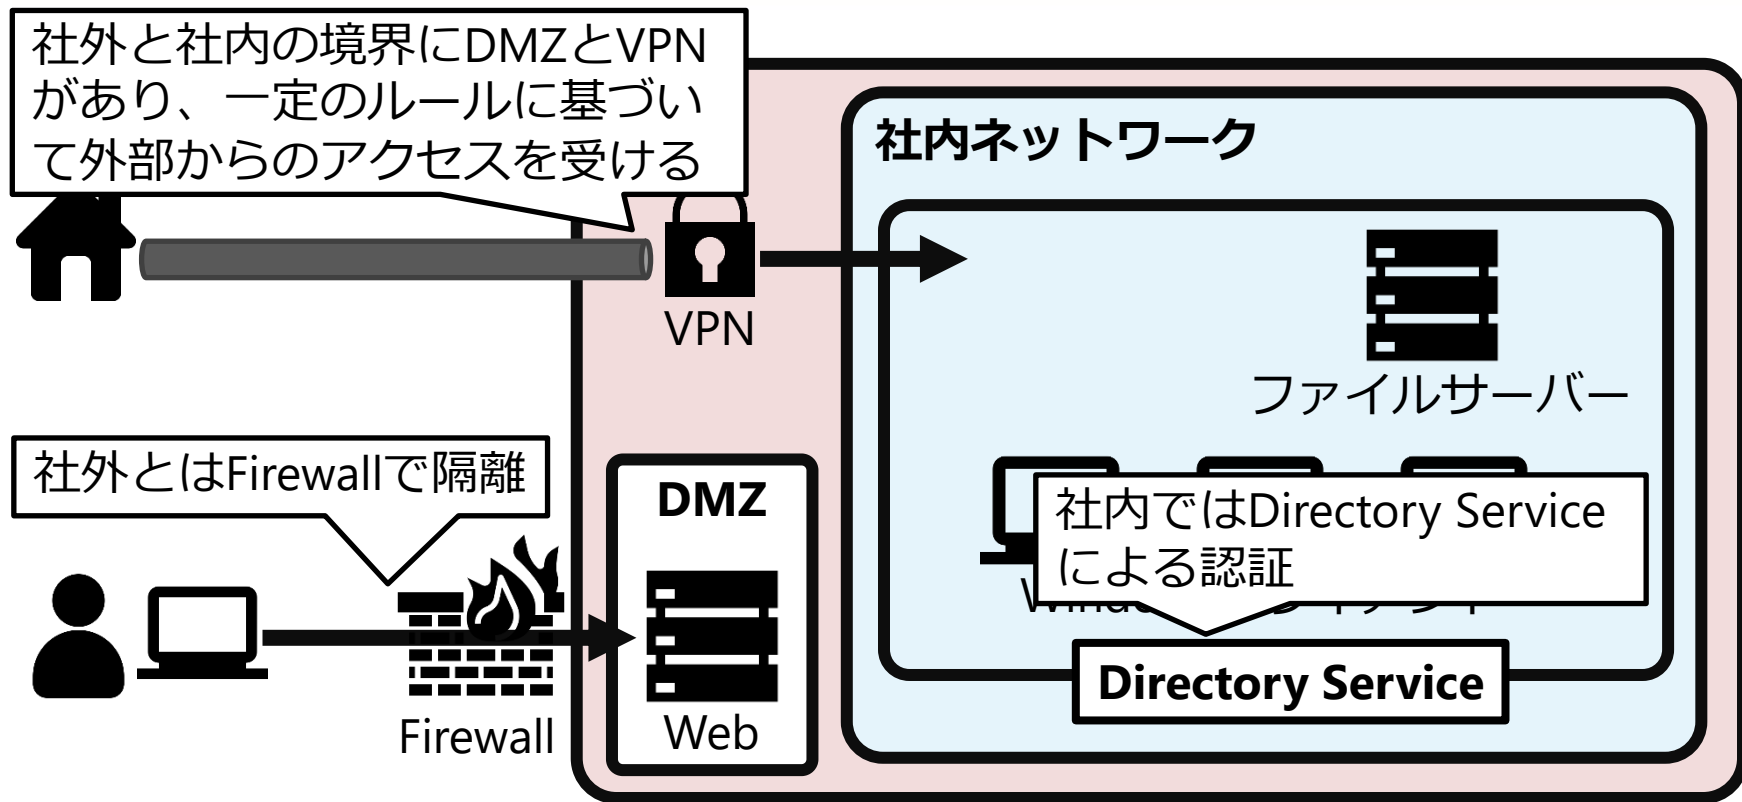 社外と社内の境界にDMZとVPN
があり、一定のルールに基づい
て外部からのアクセスを受ける
社内ネットワーク
VPN
ファイルサーバー
社外とはFirewallで隔離
DMZ
社内ではDirectory Service
による認証
Directory Service
Firewall
Web